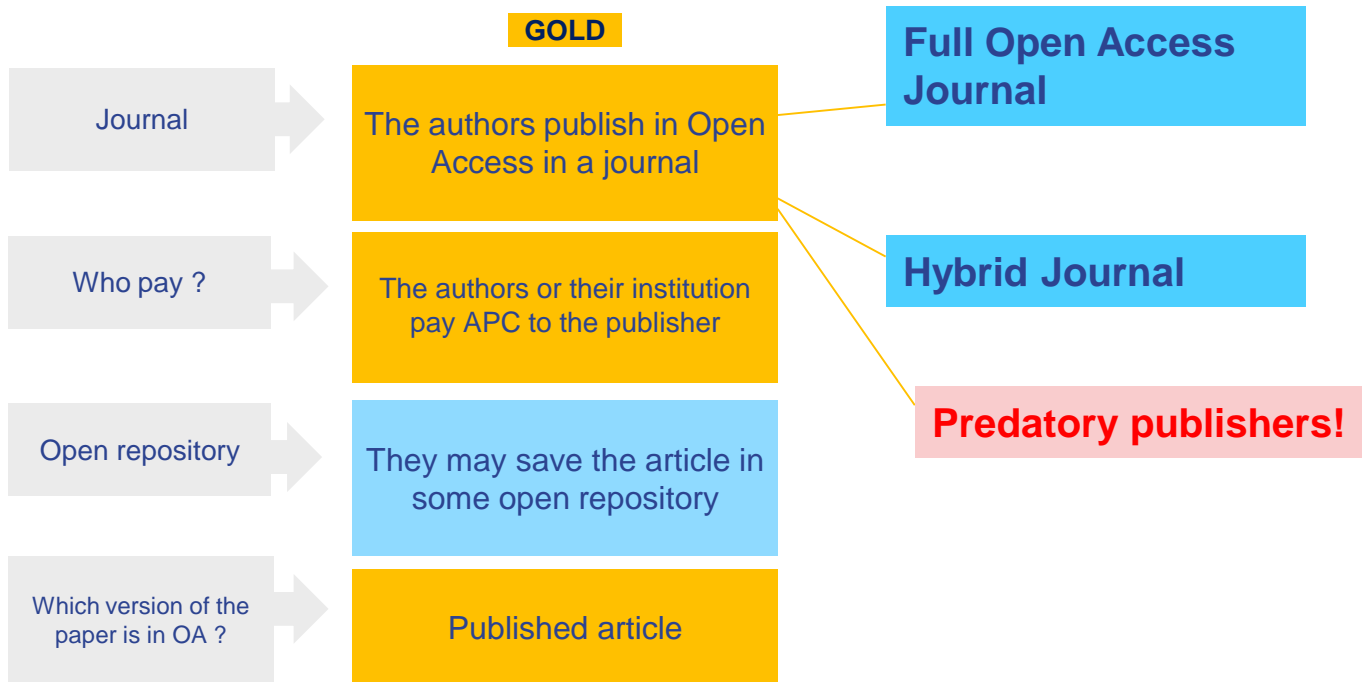 GOLD
Journal
The authors publish in Open
Access in a journal
Full Open Access
Journal
Who pay ?
The authors or their institution
pay APC to the publisher
Hybrid Journal
Open repository
They may save the article in
some open repository
Predatory publishers!
Which version of the
paper is in OA ?
Published article